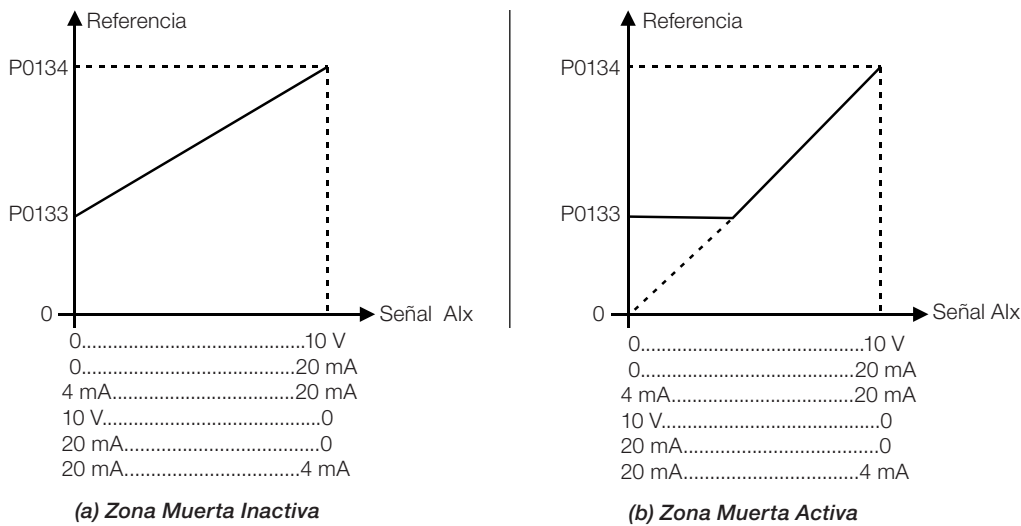 Referencia
P0134
P0133
0
Señal AIx
0.....................................10 V
0.....................................20 mA
4 mA...............................20 mA
10 V.....................................0
20 mA..................................0
20 mA..............................4 mA
(a) Zona Muerta Inactiva
Referencia
P0134
P0133
0
Señal AIx
0.....................................10 V
0.....................................20 mA
4 mA...............................20 mA
10 V.....................................0
20 mA..................................0
20 mA..............................4 mA
(b) Zona Muerta Activa